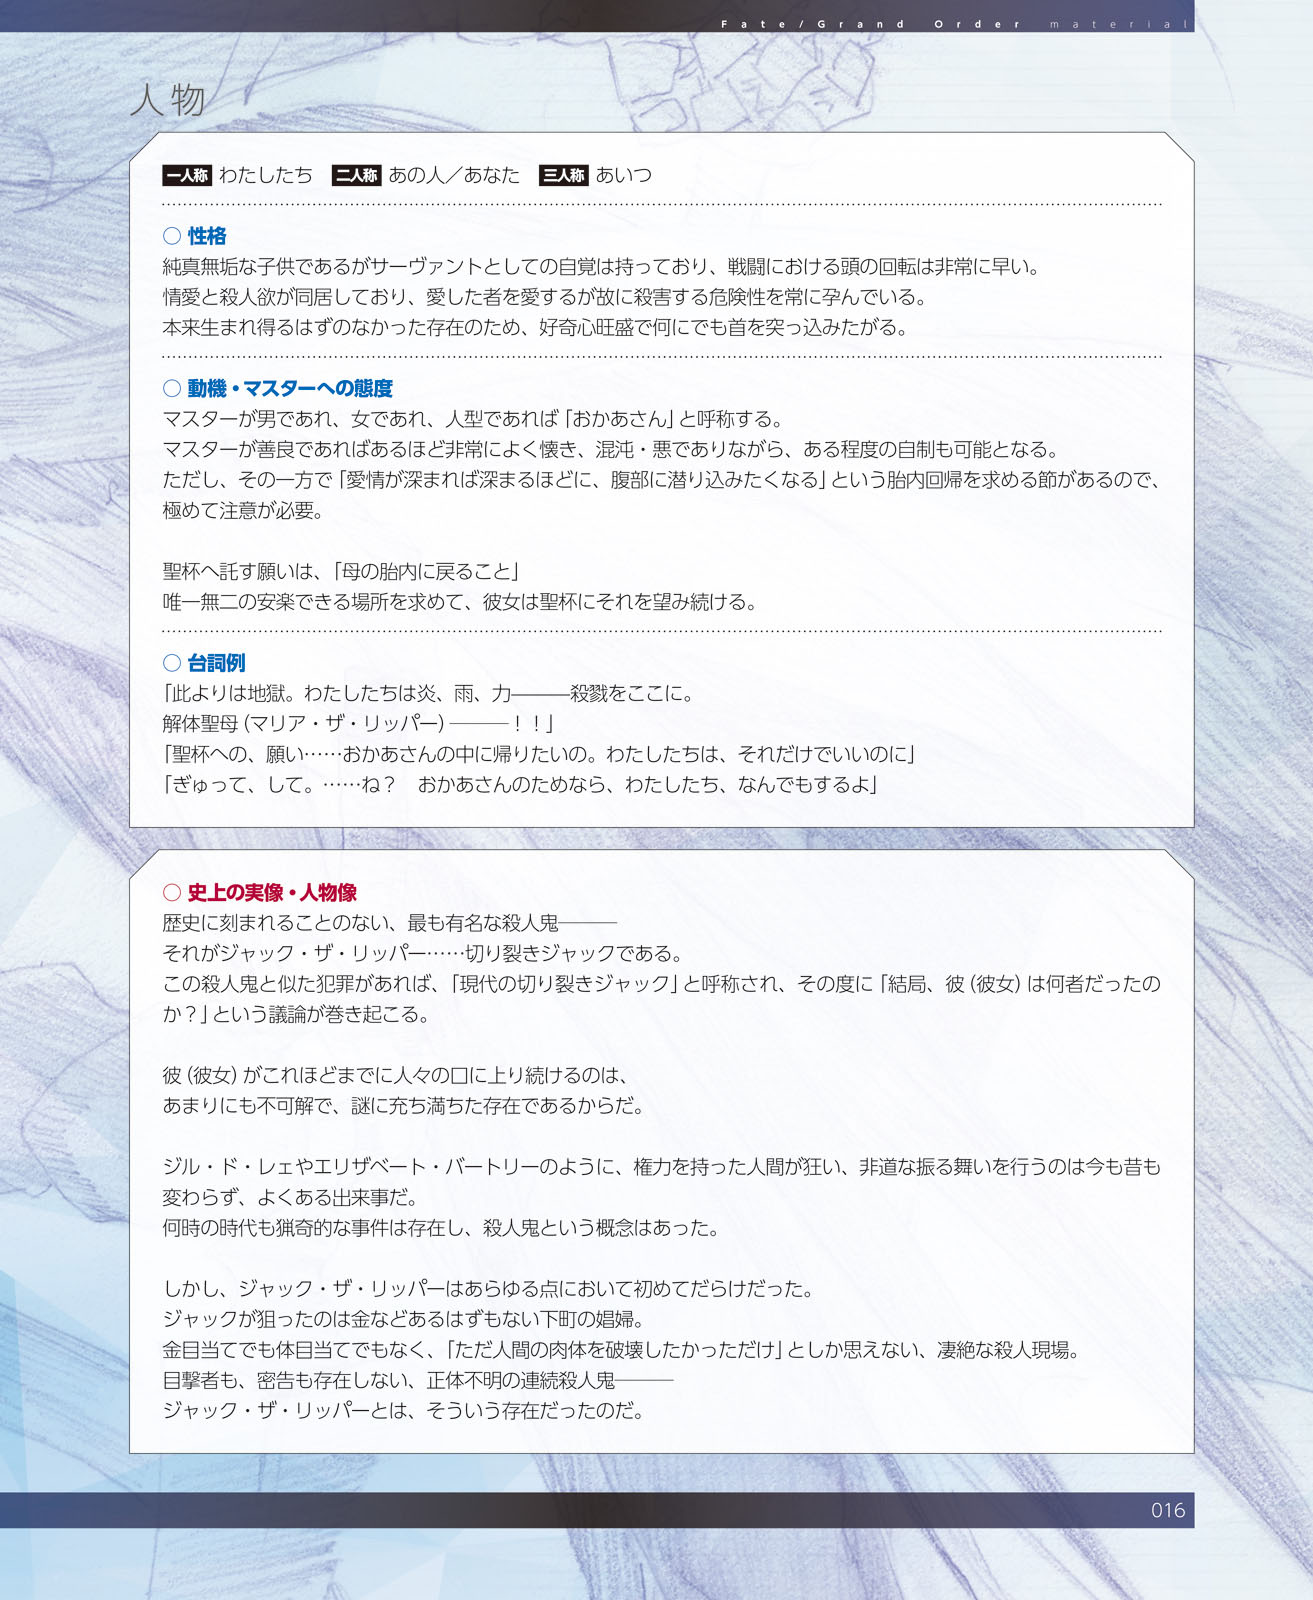 Fate/Grand Order material
人物
一人称 わたしたち 二人称 あの人／あなた 三人称 あいつ
○ 性格
純真無垢な子供であるがサーヴァントとしての自覚は持っており、戦闘における頭の回転は非常に早い。
情愛と殺人欲が同居しており、愛した者を愛するが故に殺害する危険性を常に孕んでいる。
本来生まれ得るはずのなかった存在のため、好奇心旺盛で何にでも首を突っ込みたがる。
○ 動機・マスターへの態度
マスターが男であれ、女であれ、人型であれば「おかあさん」と呼称する。
マスターが善良であればあるほど非常によく懐き、混沌・悪でありながら、ある程度の自制も可能となる。
ただし、その一方で「愛情が深まれば深まるほどに、腹部に潜り込みたくなる」という胎内回帰を求める節があるので、
極めて注意が必要。
聖杯へ託す願いは、「母の胎内に戻ること」
唯一無二の安楽できる場所を求めて、彼女は聖杯にそれを望み続ける。
○ 台詞例
「此よりは地獄。わたしたちは炎、雨、力———殺戮をここに。
解体聖母（マリア・ザ・リッパー）———！！」
「聖杯への、願い……おかあさんの中に帰りたいの。わたしたちは、それだけでいいのに」
「ぎゅって、して。……ね？　おかあさんのためなら、わたしたち、なんでもするよ」
○ 史上の実像・人物像
歴史に刻まれることのない、最も有名な殺人鬼———
それがジャック・ザ・リッパー……切り裂きジャックである。
この殺人鬼と似た犯罪があれば、「現代の切り裂きジャック」と呼称され、その度に「結局、彼（彼女）は何者だったの
か？」という議論が巻き起こる。
彼（彼女）がこれほどまでに人々の口に上り続けるのは、
あまりにも不可解で、謎に充ち満ちた存在であるからだ。
ジル・ド・レェやエリザベート・バートリーのように、権力を持った人間が狂い、非道な振る舞いを行うのは今も昔も
変わらず、よくある出来事だ。
何時の時代も猟奇的な事件は存在し、殺人鬼という概念はあった。
しかし、ジャック・ザ・リッパーはあらゆる点において初めてだらけだった。
ジャックが狙ったのは金などあるはずもない下町の娼婦。
金目当てでも体目当てでもなく、「ただ人間の肉体を破壊したかっただけ」としか思えない、凄絶な殺人現場。
目撃者も、密告も存在しない、正体不明の連続殺人鬼———
ジャック・ザ・リッパーとは、そういう存在だったのだ。
016